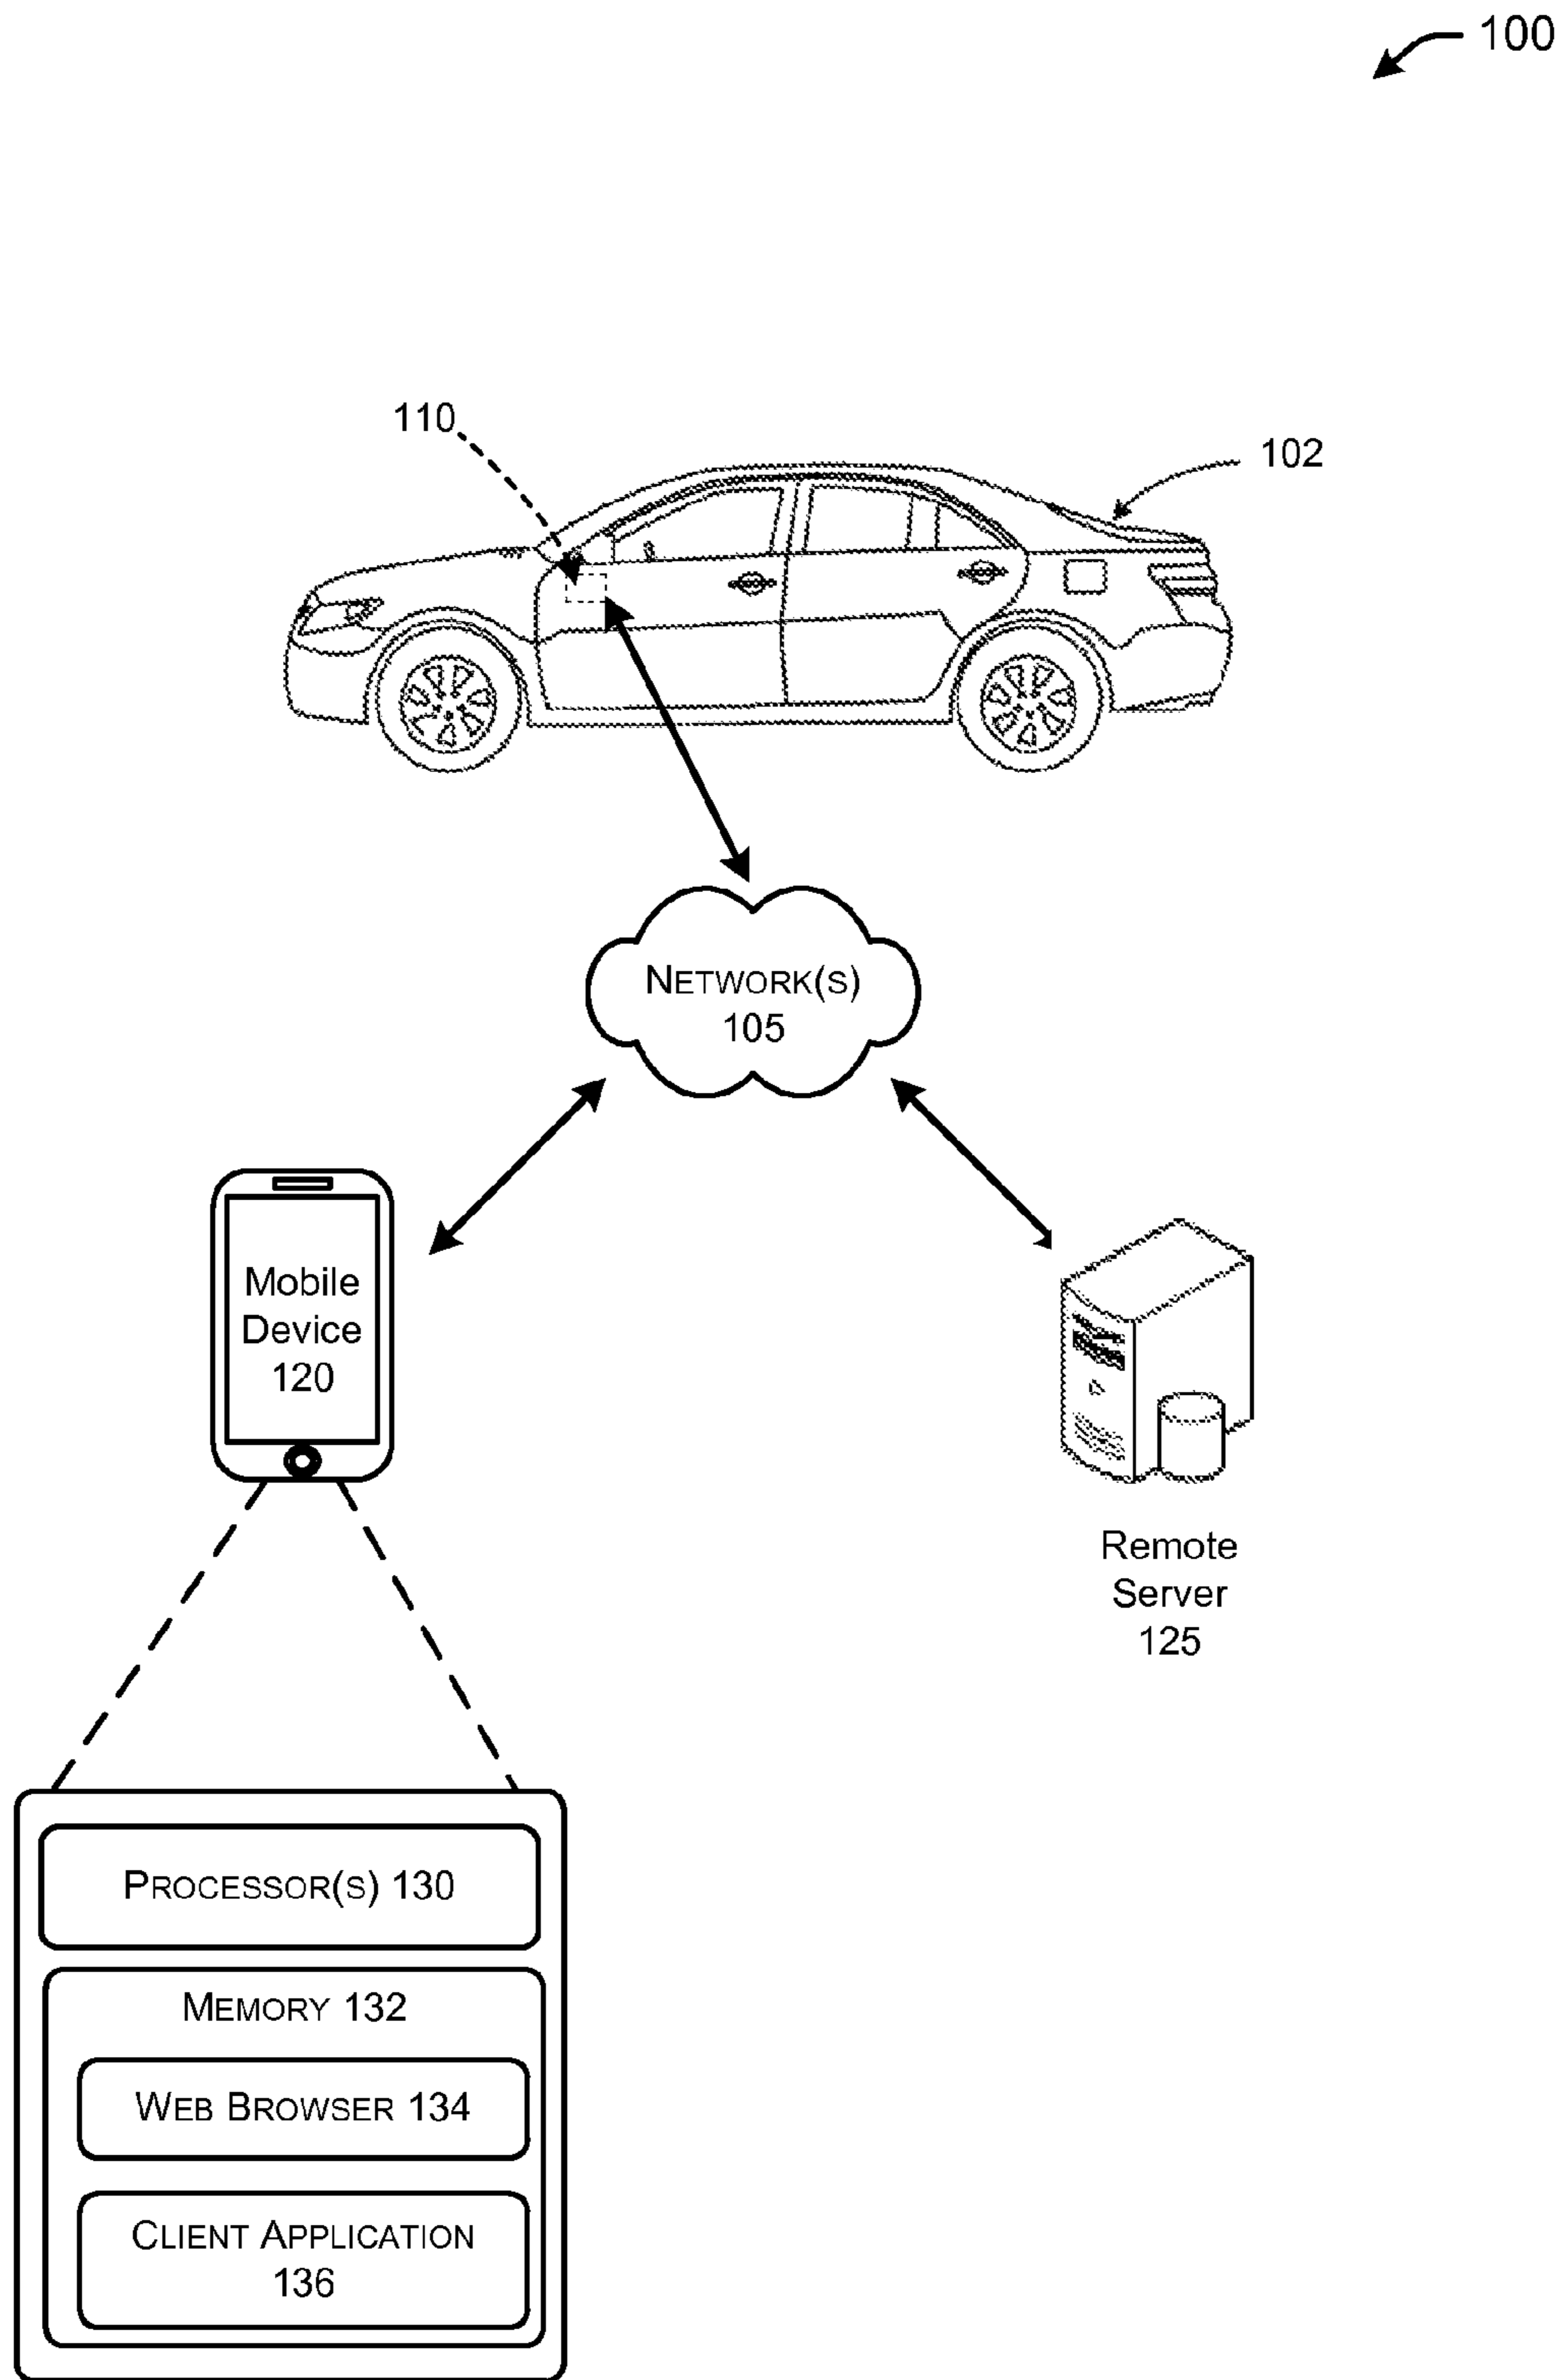 100
110
102
NETWORK(S)
105
Mobile
Device
120
Remote
Server
125
PROCESSOR(S) 130
MEMORY 132
WEB BROWSER 134
CLIENT APPLICATION
136